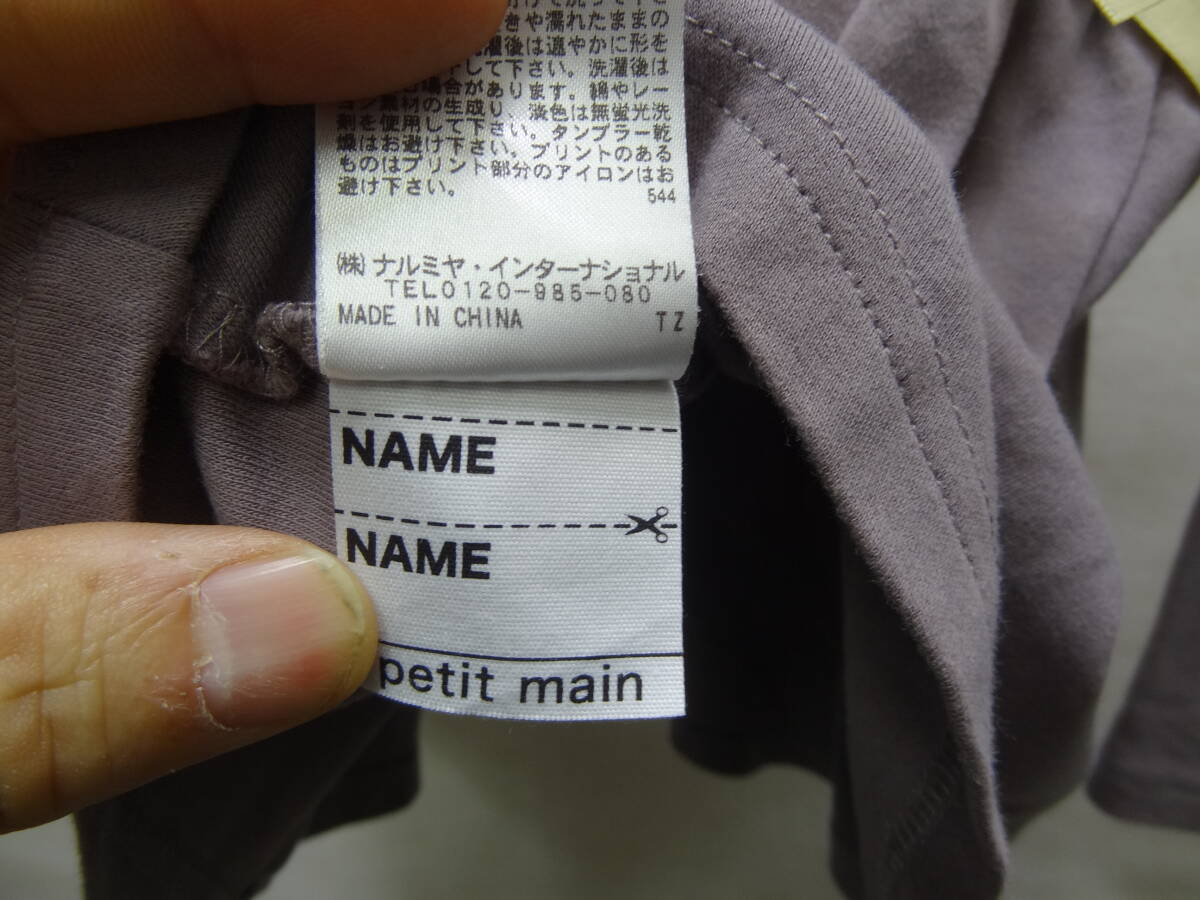 きや濡れたままの
後は速やかに形を
して下さい。洗濯後は
場合があります。綿やレー
素材の生成り、淡色は無蛍光洗
剤を使用して下さい。タンブラー乾
燥はお避け下さい。プリントのある
ものはプリント部分のアイロンはお
避け下さい。
544
(株)ナルミヤ・インターナショナル
TEL0120-985-080
MADE IN CHINA TZ
NAME
NAME
petit main